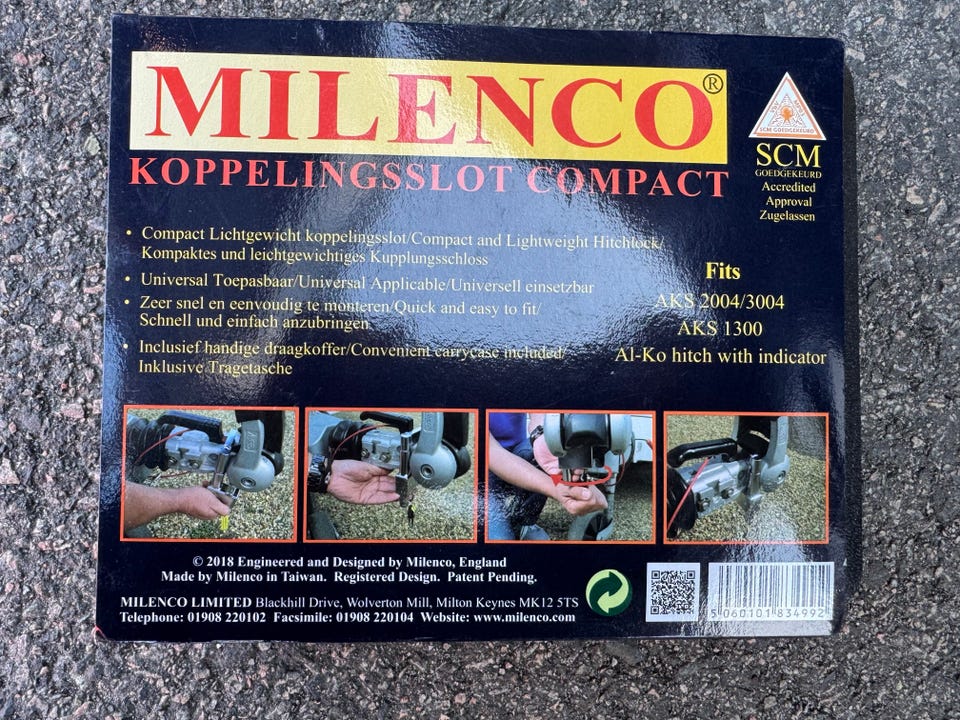 MILENCO®
KOPPELINGSSLOT COMPACT
SCM GOEDGEKEURD
SCM
GOEDGEKEURD
Accredited
Approval
Zugelassen
• Compact Lichtgewicht koppelingsslot/Compact and Lightweight Hitchlock/
Kompaktes und leichtgewichtiges Kupplungsschloss
• Universal Toepasbaar/Universal Applicable/Universell einsetzbar
• Zeer snel en eenvoudig te monteren/Quick and easy to fit/
Schnell und einfach anzubringen
• Inclusief handige draagkoffer/Convenient carrycase included/
Inklusive Tragetasche
Fits
AKS 2004/3004
AKS 1300
Al-Ko hitch with indicator
© 2018 Engineered and Designed by Milenco, England
Made by Milenco in Taiwan. Registered Design. Patent Pending.
MILENCO LIMITED Blackhill Drive, Wolverton Mill, Milton Keynes MK12 5TS
Telephone: 01908 220102 Facsimile: 01908 220104 Website: www.milenco.com
5 060101 834992